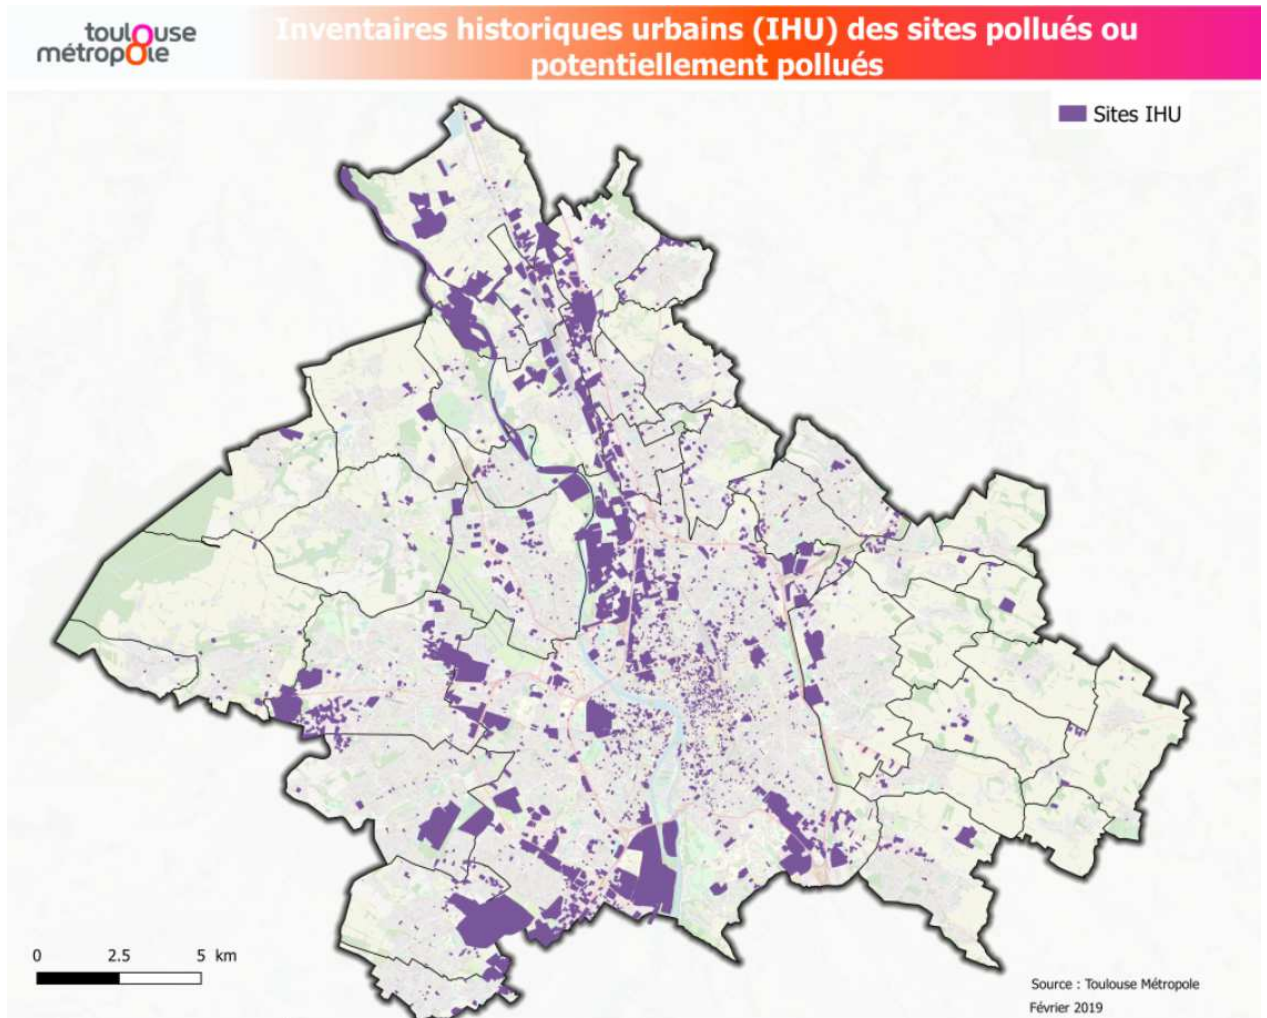 toulouse
métropole
Inventaires historiques urbains (IHU) des sites pollués ou
potentiellement pollués
Sites IHU
0 2.5 5 km
Source : Toulouse Métropole
Février 2019